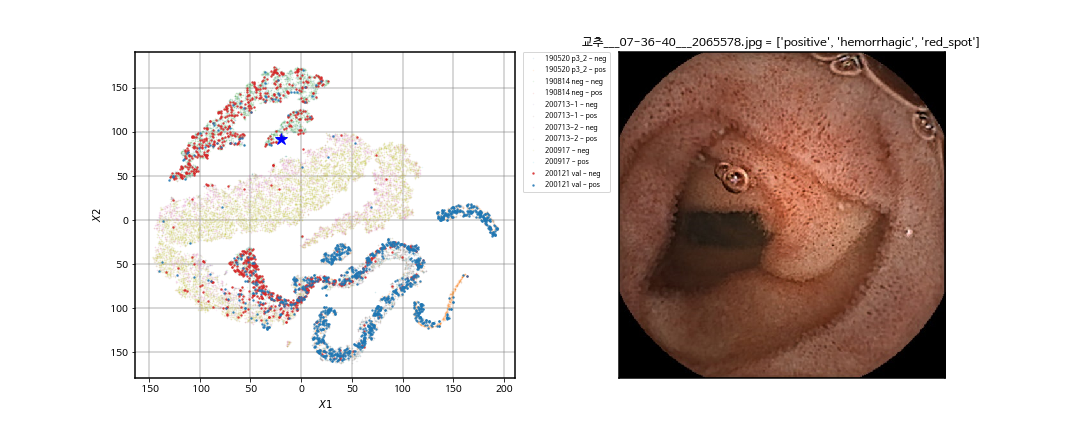 교추___07-36-40___2065578.jpg = ['positive', 'hemorrhagic', 'red_spot']
190520 p3_2 - neg
190520 p3_2 - pos
190814 neg - neg
190814 neg - pos
200713-1 - neg
200713-1 - pos
200713-2 - neg
200713-2 - pos
200917 - neg
200917 - pos
200121 val - neg
200121 val - pos
150
100
50
0
50
100
150
X2
150
100
50
0
50
100
150
200
X1